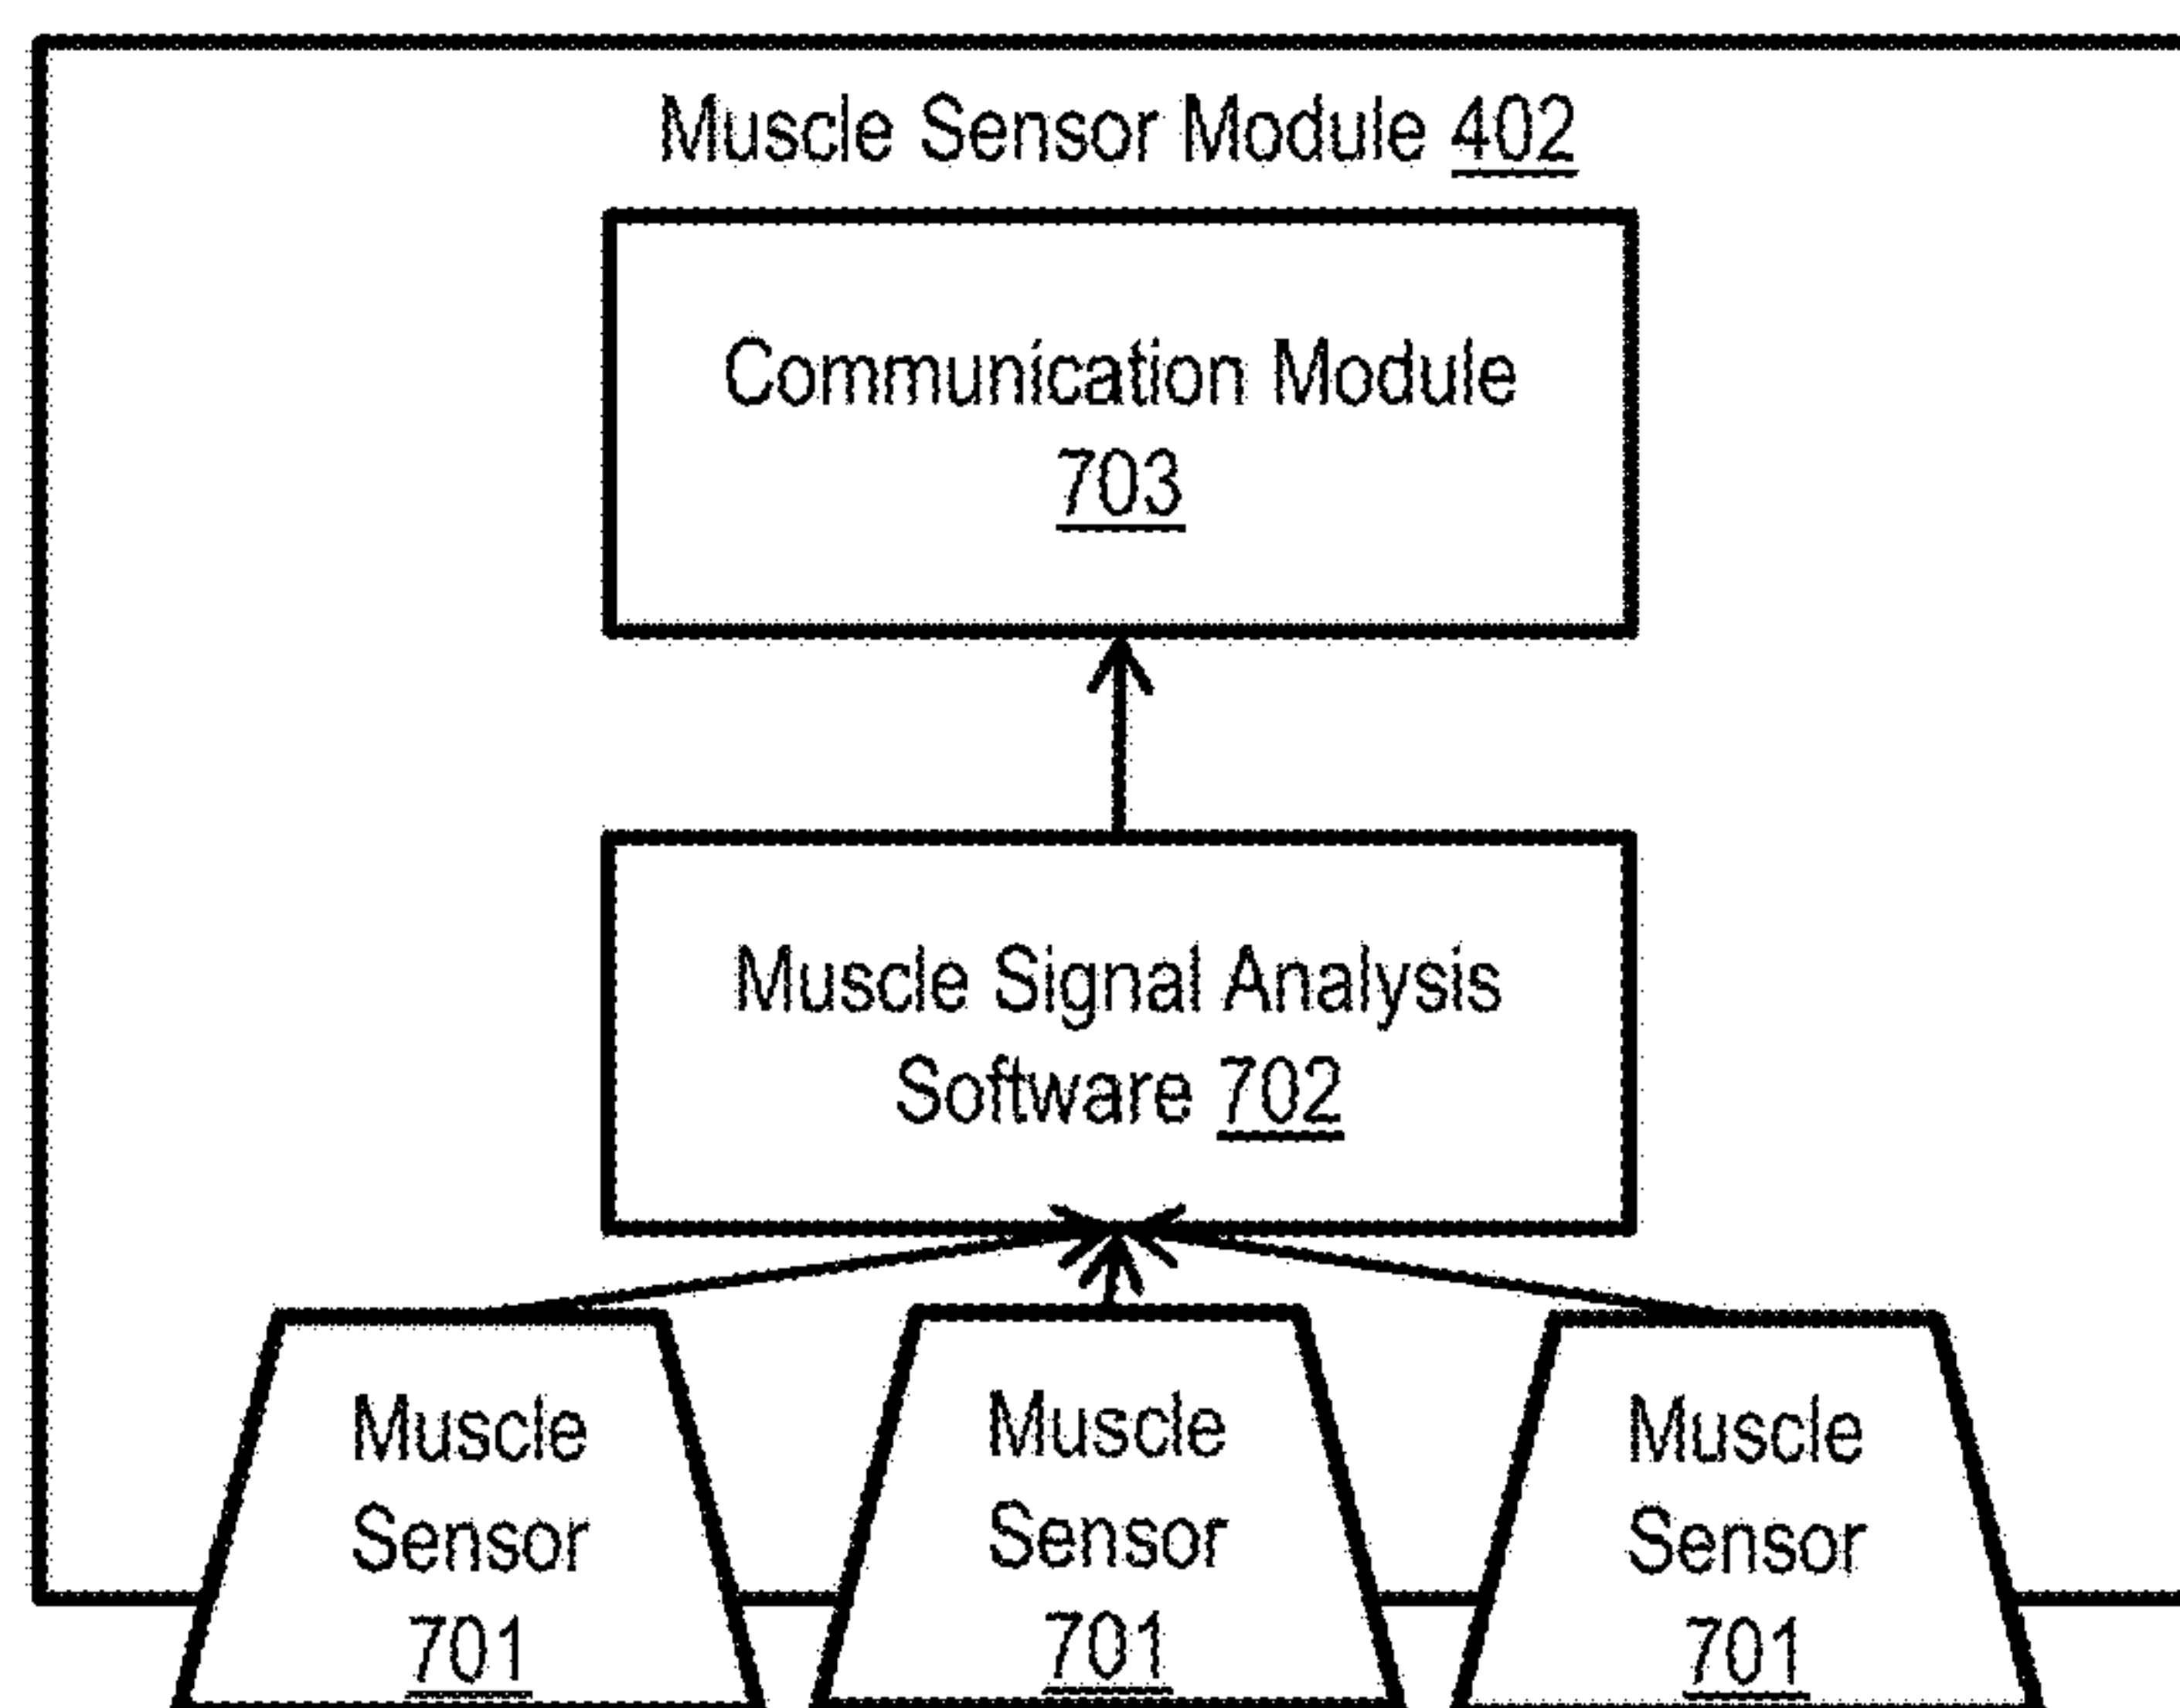 Muscle Sensor Module 402
Communication Module
703
Muscle Signal Analysis
Software 702
Muscle
Sensor
701
Muscle
Sensor
701
Muscle
Sensor
701